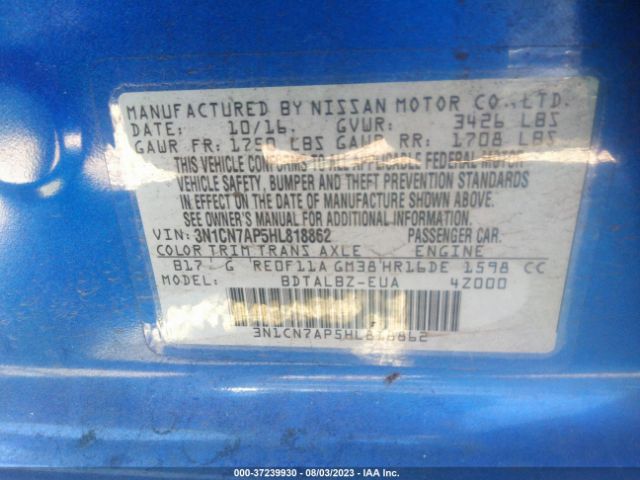 MANUFACTURED BY NISSAN MOTOR CO., LTD.
DATE: 10/16. GVWR: 3426 LBS
GAWR FR: LBS GAWR RR: 1708 LBS
THIS VEHICLE CONFORMS TO ALL APPLICABLE FEDERAL MOTOR
VEHICLE SAFETY, BUMPER AND THEFT PREVENTION STANDARDS
IN EFFECT ON THE DATE OF MANUFACTURE SHOWN ABOVE.
SEE OWNER'S MANUAL FOR ADDITIONAL INFORMATION.
VIN: 3N1CN7AP5HL818862 PASSENGER CAR.
COLOR TRIM TRANS AXLE ENGINE
B17 G RE0F11A GM38 HR16DE 1598 CC
MODEL: BDTALBZ-EUA 4Z000
3N1CN7AP5HL818862
000-37239930 - 08/03/2023 - IAA Inc.